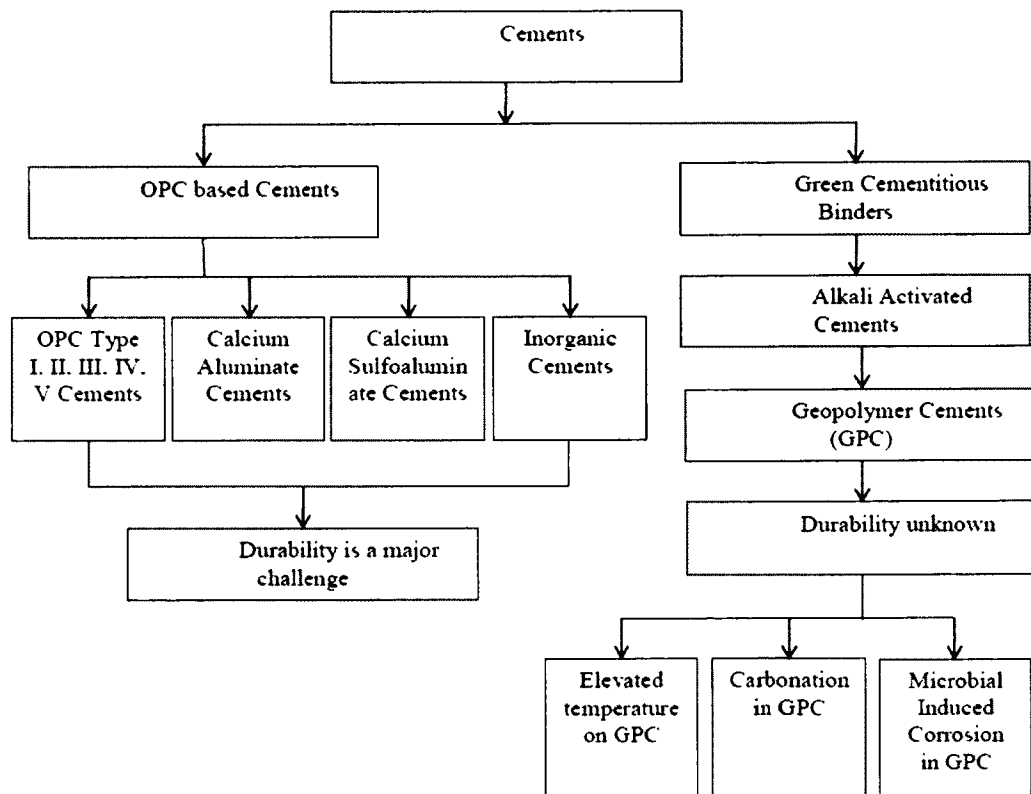 Cements
OPC based Cements
Green Cementitious
Binders
Alkali Activated
Cements
OPC Type
I. II. III. IV.
V Cements
Calcium
Aluminate
Cements
Calcium
Sulfoalumin
ate Cements
Inorganic
Cements
Geopolymer Cements
(GPC)
Durability unknown
Durability is a major
challenge
Elevated
temperature
on GPC
Carbonation
in GPC
Microbial
Induced
Corrosion
in GPC